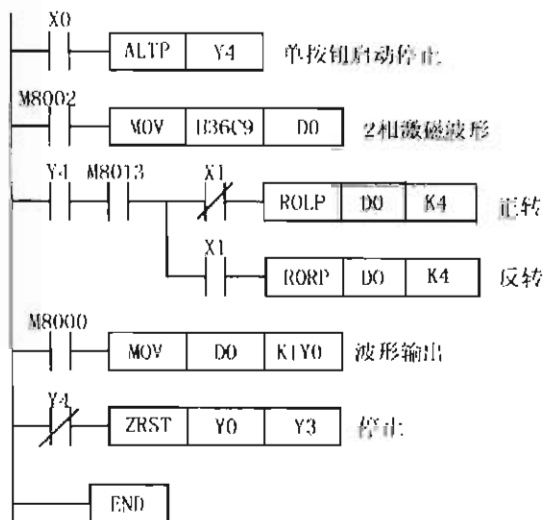 X0
ALTP Y4 单按钮启动停止
M8002
MOV H36C9 D0 2相激磁波形
Y4 M8013 X1
ROLP D0 K4 正转
X1
RORP D0 K4 反转
M8000
MOV D0 K1Y0 波形输出
Y4
ZRST Y0 Y3 停止
END